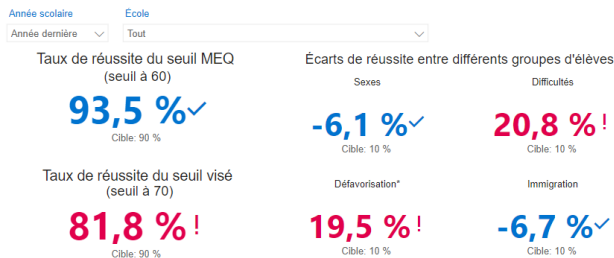 Année scolaire
École
Année dernière
Tout
Taux de réussite du seuil MEQ
(seuil à 60)
93,5 %
Cible: 90 %
Écarts de réussite entre différents groupes d'élèves
Sexes
-6,1 %
Cible: 10 %
Difficultés
20,8 % !
Cible: 10 %
Taux de réussite du seuil visé
(seuil à 70)
81,8 % !
Cible: 90 %
Défavorisation*
19,5 % !
Cible: 10 %
Immigration
-6,7 %
Cible: 10 %